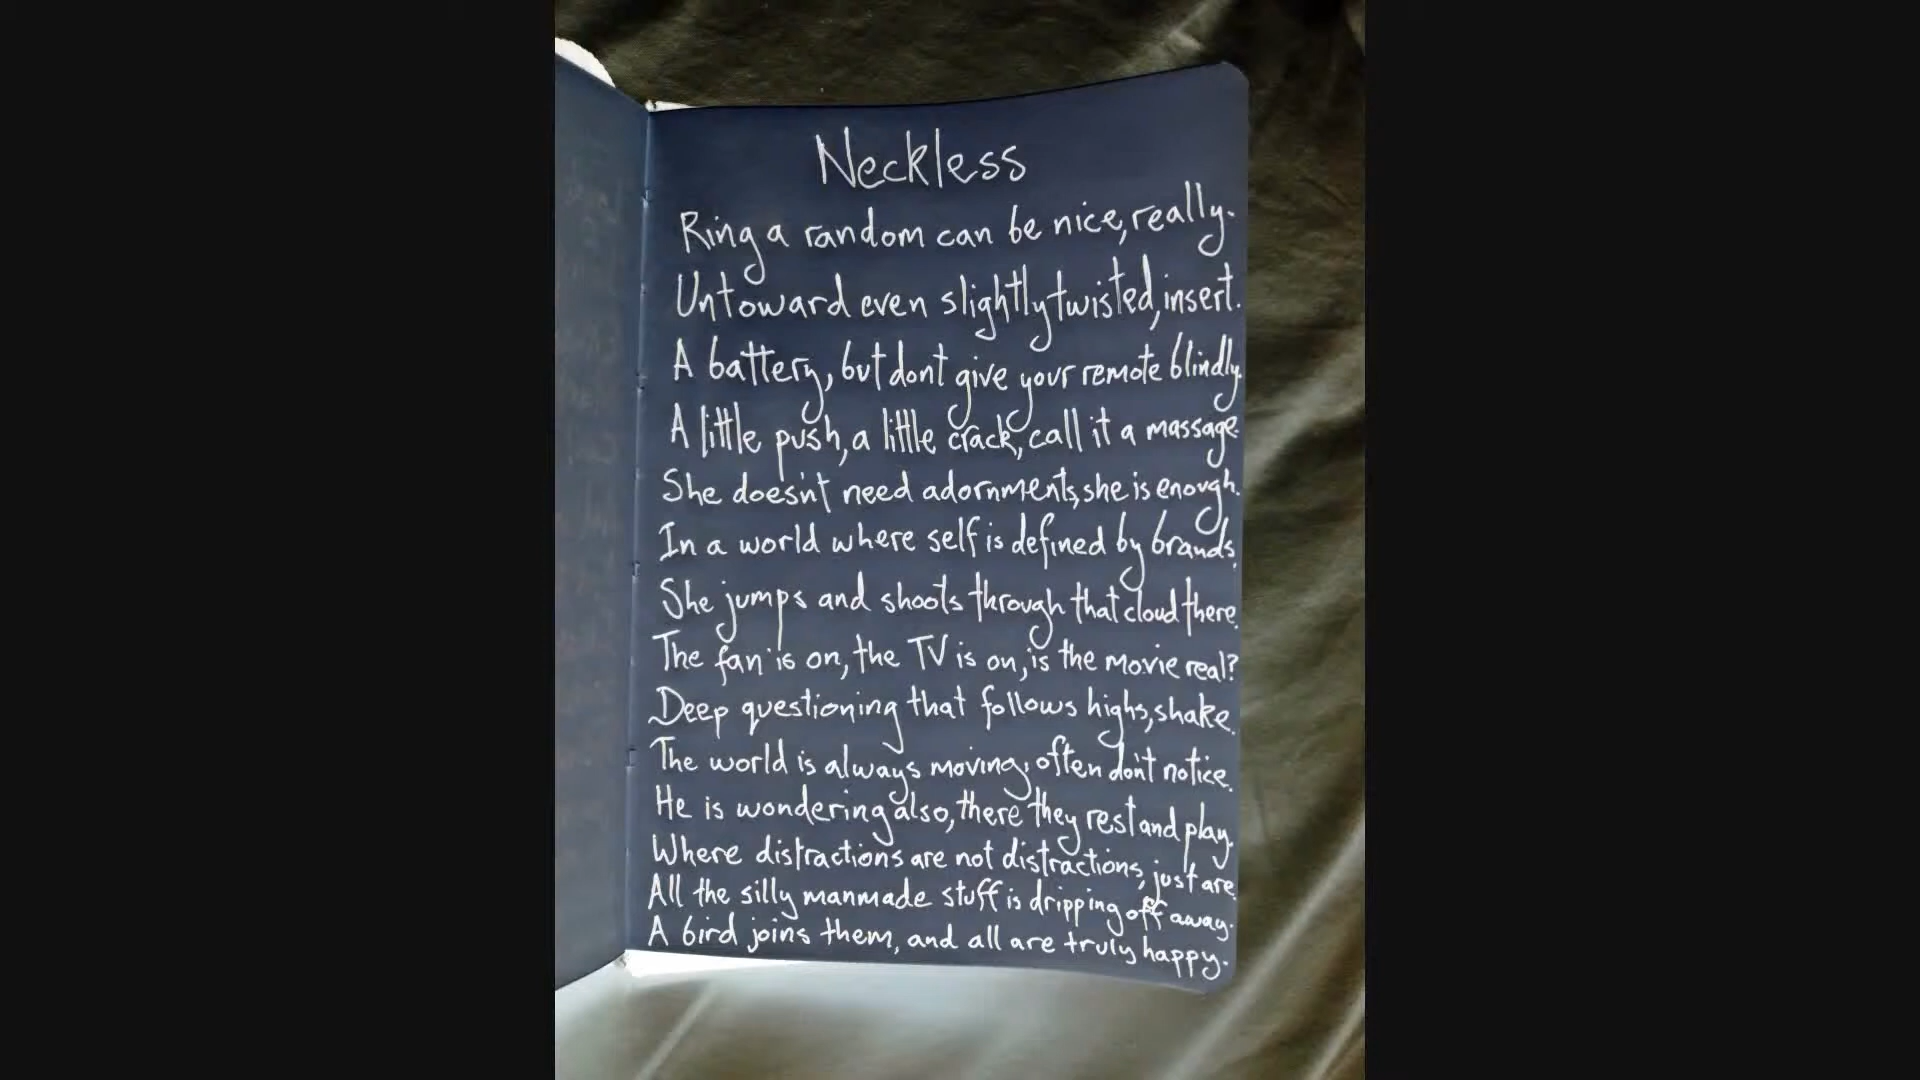 Neckless
Ring a random can be nice, really.
Untoward even slightly twisted, insert.
A battery, but dont give your remote blindly.
A little push, a little crack, call it a massage.
She doesn't need adornments, she is enough.
In a world where self is defined by brands.
She jumps and shoots through that cloud there.
The fan is on, the TV is on, is the movie real?
Deep questioning that follows highs, shake.
The world is always moving, often don't notice.
He is wondering also, there they rest and play.
Where distractions are not distractions, just are.
All the silly manmade stuff is dripping off away.
A bird joins them, and all are truly happy.